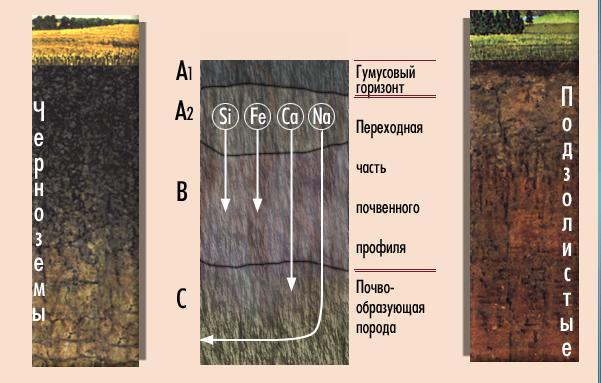 Черноземы
A1
A2
B
C
Si Fe Ca Na
Гумусовый
горизонт
Переходная
часть
почвенного
профиля
Почво-
образующая
порода
Подзолистые